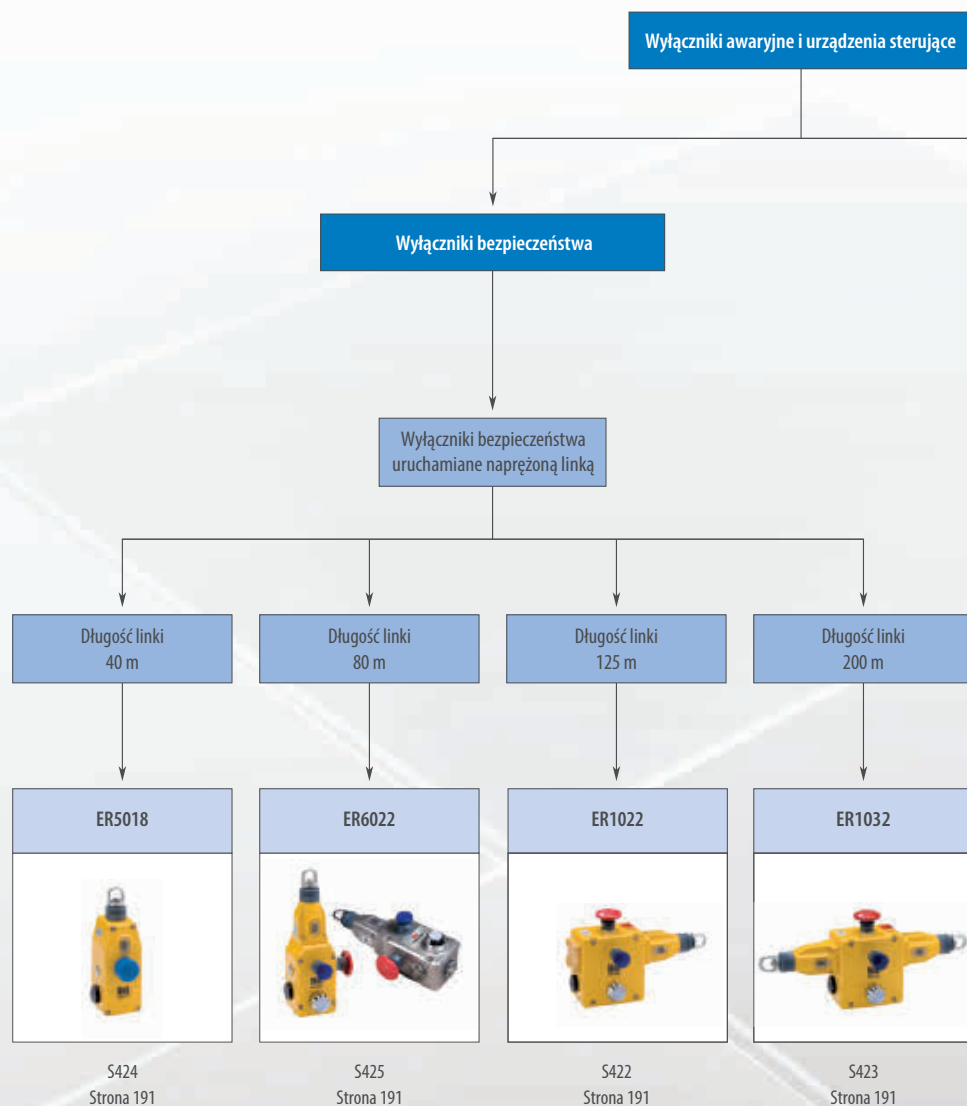 Wyłączniki awaryjne i urządzenia sterujące
Wyłączniki bezpieczeństwa
Wyłączniki bezpieczeństwa
uruchamiane naprężoną linką
Długość linki
40 m
Długość linki
80 m
Długość linki
125 m
Długość linki
200 m
ER5018
ER6022
ER1022
ER1032
S424
Strona 191
S425
Strona 191
S422
Strona 191
S423
Strona 191